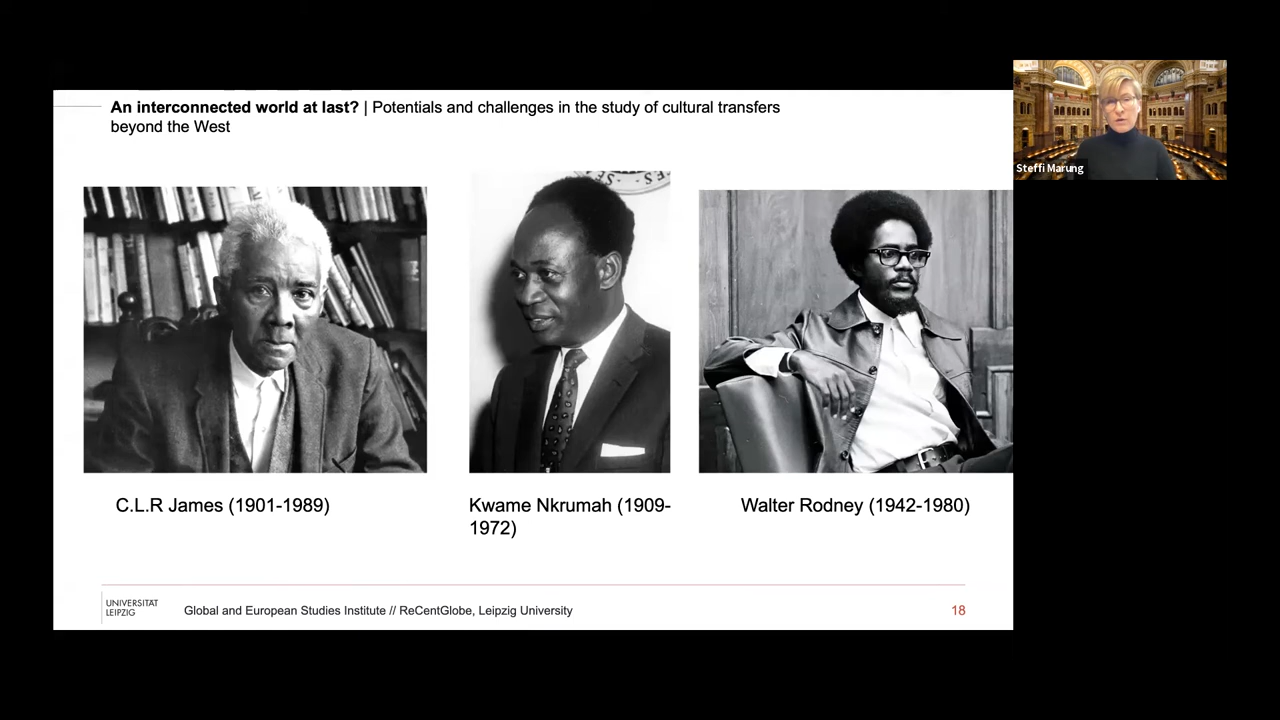 An interconnected world at last? | Potentials and challenges in the study of cultural transfers
beyond the West
Steffi Marung
C.L.R James (1901-1989)
Kwame Nkrumah (1909-
1972)
Walter Rodney (1942-1980)
UNIVERSITÄT
LEIPZIG
Global and European Studies Institute // ReCentGlobe, Leipzig University
18